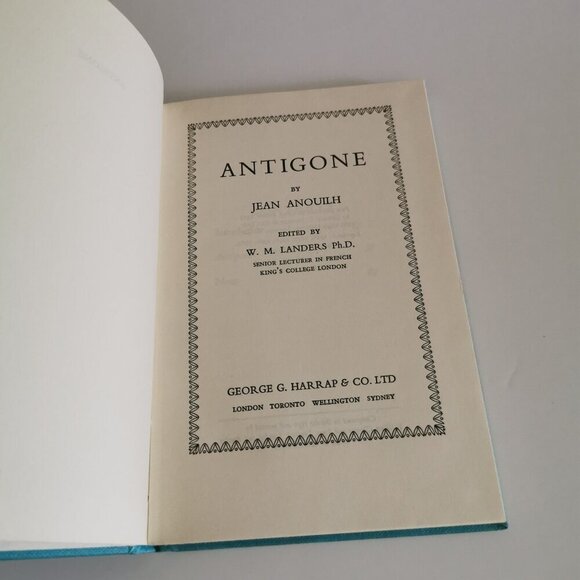 ANTIGONE
BY
JEAN ANOUILH
EDITED BY
W. M. LANDERS Ph.D.
SENIOR LECTURER IN FRENCH
KING'S COLLEGE LONDON
GEORGE G. HARRAP & CO. LTD
LONDON TORONTO WELLINGTON SYDNEY